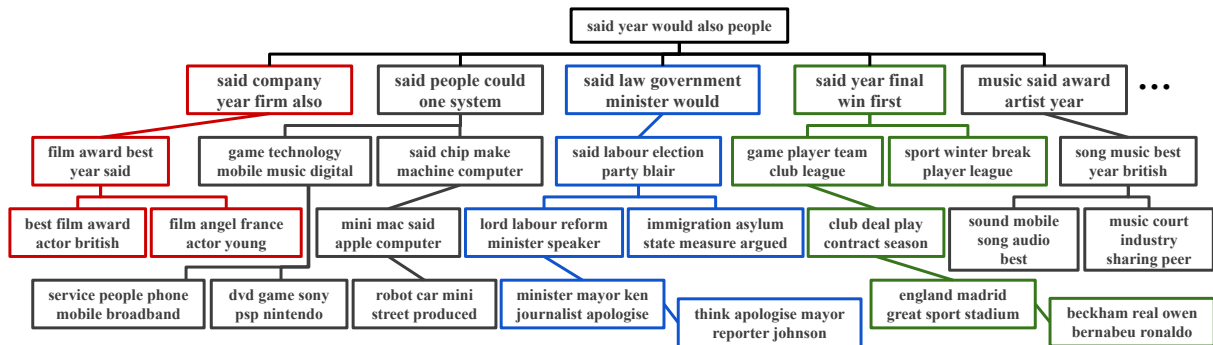 said year would also people
said company
year firm also
said people could
one system
said law government
minister would
said year final
win first
music said award
artist year
...
film award best
year said
game technology
mobile music digital
said chip make
machine computer
said labour election
party blair
game player team
club league
sport winter break
player league
song music best
year british
best film award
actor british
film angel france
actor young
mini mac said
apple computer
lord labour reform
minister speaker
immigration asylum
state measure argued
club deal play
contract season
sound mobile
song audio
best
music court
industry
sharing peer
service people phone
mobile broadband
dvd game sony
psp nintendo
robot car mini
street produced
minister mayor ken
journalist apologise
think apologise mayor
reporter johnson
england madrid
great sport stadium
beckham real owen
bernabeu ronaldo